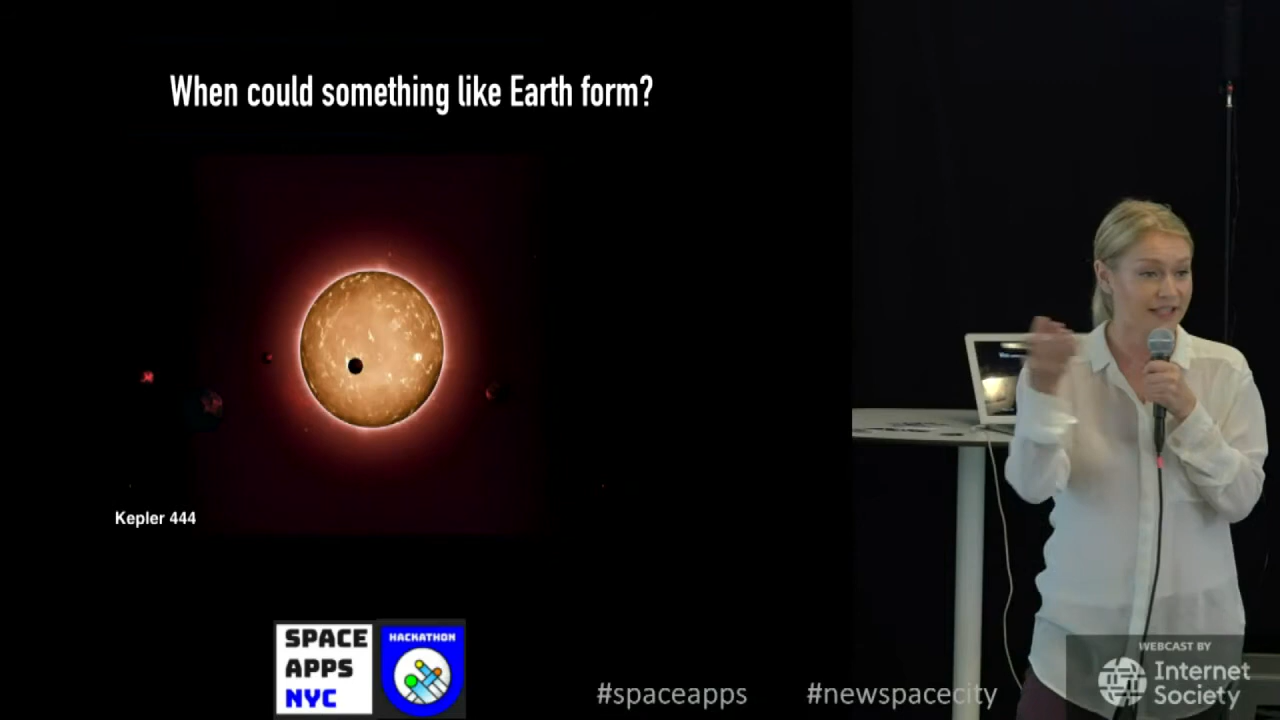 When could something like Earth form?
Kepler 444
SPACE
APPS
NYC
HACKATHON
#spaceapps
#newspacecity
WEBCAST BY
Internet
Society